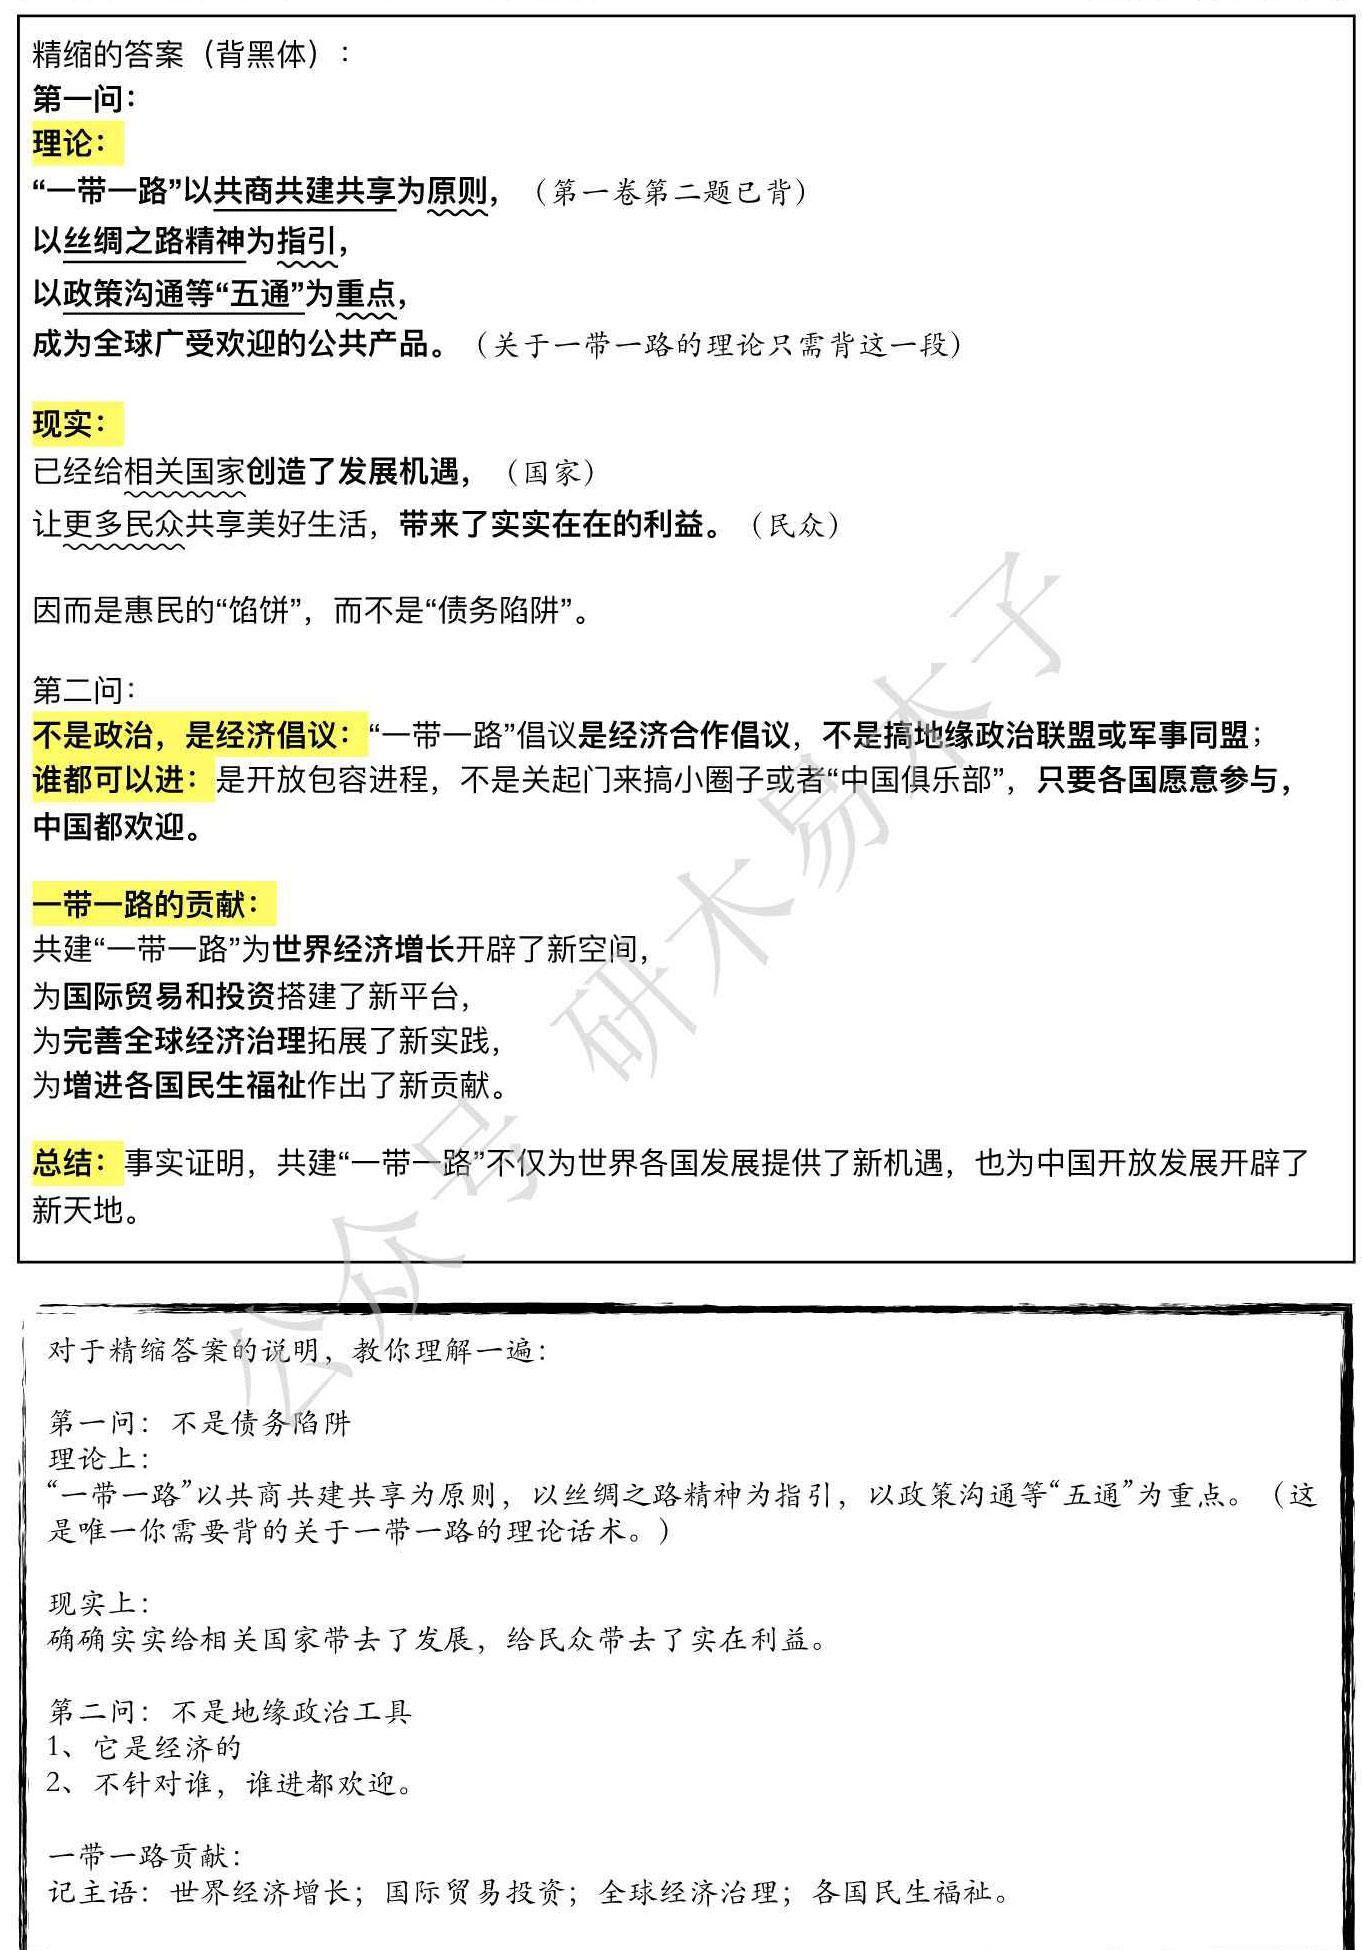 精缩的答案（背黑体）：
第一问：
理论：
“一带一路”以共商共建共享为原则，（第一卷第二题已背）
以丝绸之路精神为指引，
以政策沟通等“五通”为重点，
成为全球广受欢迎的公共产品。（关于一带一路的理论只需背这一段）
现实：
已经给相关国家创造了发展机遇，（国家）
让更多民众共享美好生活，带来了实实在在的利益。（民众）
因而是惠民的“馅饼”，而不是“债务陷阱”。
第二问：
不是政治，是经济倡议：“一带一路”倡议是经济合作倡议，不是搞地缘政治联盟或军事同盟；
谁都可以进：是开放包容进程，不是关起门来搞小圈子或者“中国俱乐部”，只要各国愿意参与，
中国都欢迎。
一带一路的贡献：
共建“一带一路”为世界经济增长开辟了新空间，
为国际贸易和投资搭建了新平台，
为完善全球经济治理拓展了新实践，
为增进各国民生福祉作出了新贡献。
总结：事实证明，共建“一带一路”不仅为世界各国发展提供了新机遇，也为中国开放发展开辟了
新天地。
公众号 研木易木子
对于精缩答案的说明，教你理解一遍：
第一问：不是债务陷阱
理论上：
“一带一路”以共商共建共享为原则，以丝绸之路精神为指引，以政策沟通等“五通”为重点。（这
是唯一你需要背的关于一带一路的理论话术。）
现实上：
确确实实给相关国家带去了发展，给民众带去了实在利益。
第二问：不是地缘政治工具
1、它是经济的
2、不针对谁，谁进都欢迎。
一带一路贡献：
记主语：世界经济增长；国际贸易投资；全球经济治理；各国民生福祉。